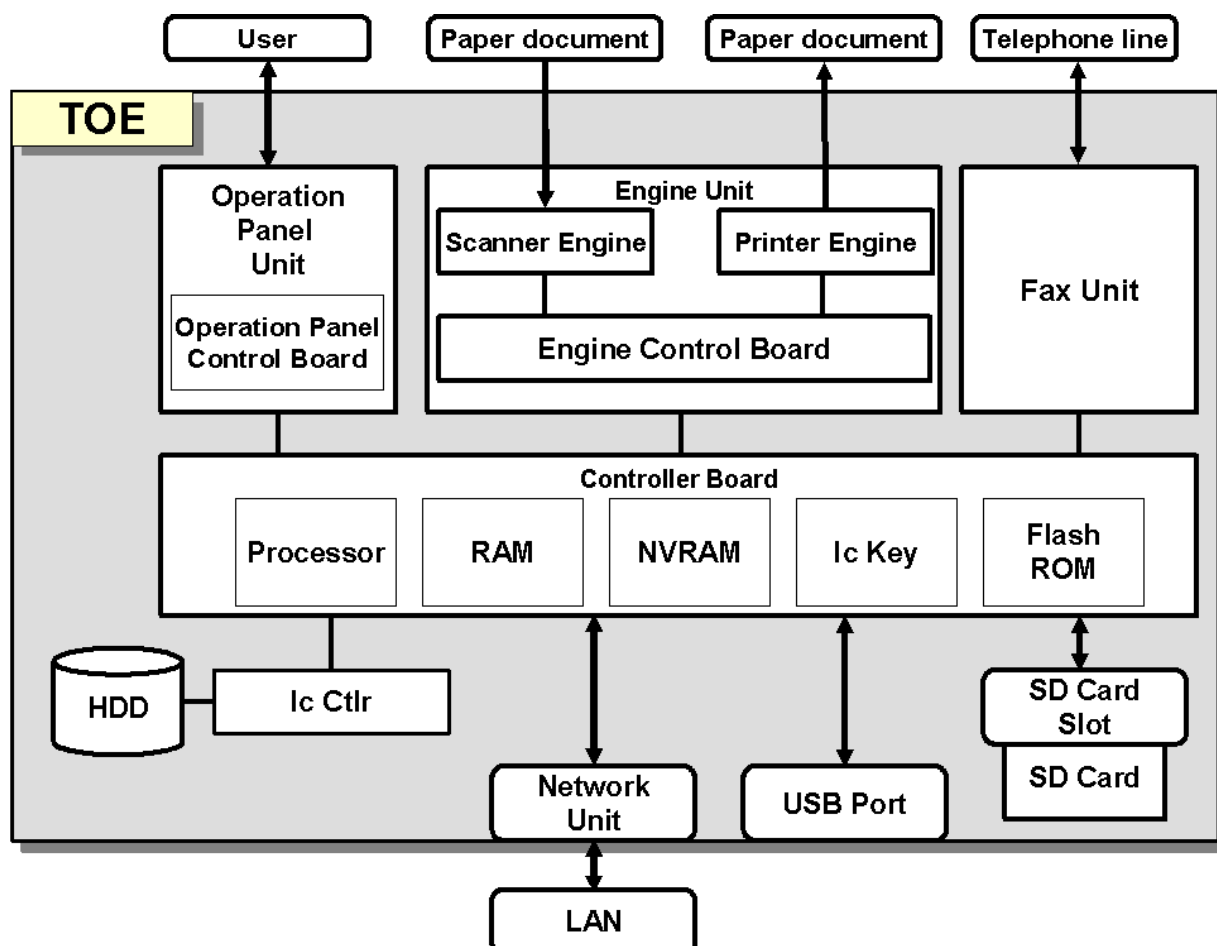 User
Paper document
Paper document
Telephone line
TOE
Operation
Panel
Unit
Operation Panel
Control Board
Engine Unit
Scanner Engine
Printer Engine
Engine Control Board
Fax Unit
Controller Board
Processor
RAM
NVRAM
Ic Key
Flash
ROM
HDD
Ic Ctlr
Network
Unit
USB Port
SD Card
Slot
SD Card
LAN